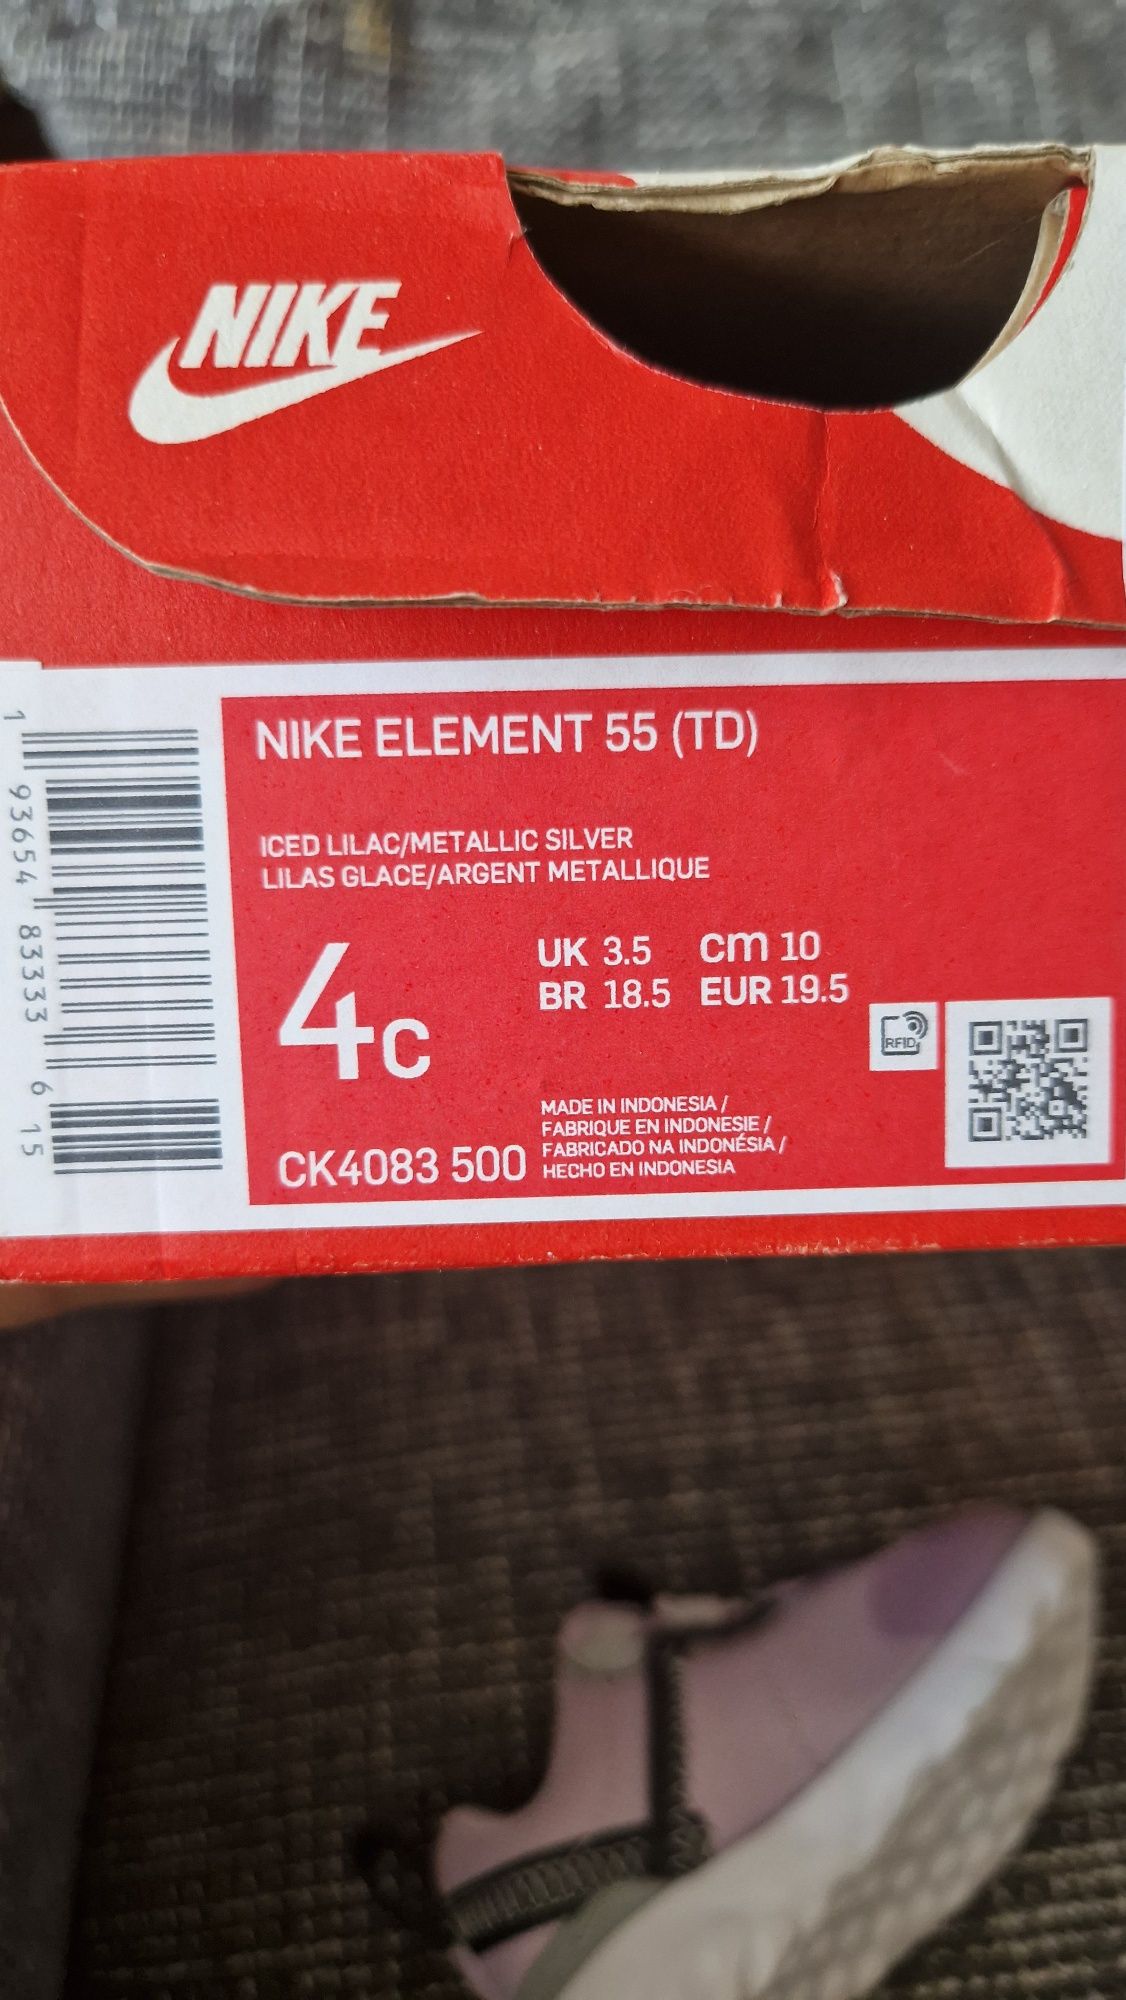 NIKE
NIKE ELEMENT 55 (TD)
ICED LILAC/METALLIC SILVER
LILAS GLACE/ARGENT METALLIQUE
4C
UK 3.5 cm 10
BR 18.5 EUR 19.5
RFID
CK4083 500
MADE IN INDONESIA /
FABRIQUE EN INDONESIE /
FABRICADO NA INDONÉSIA /
HECHO EN INDONESIA
1 93654 83333 6 15